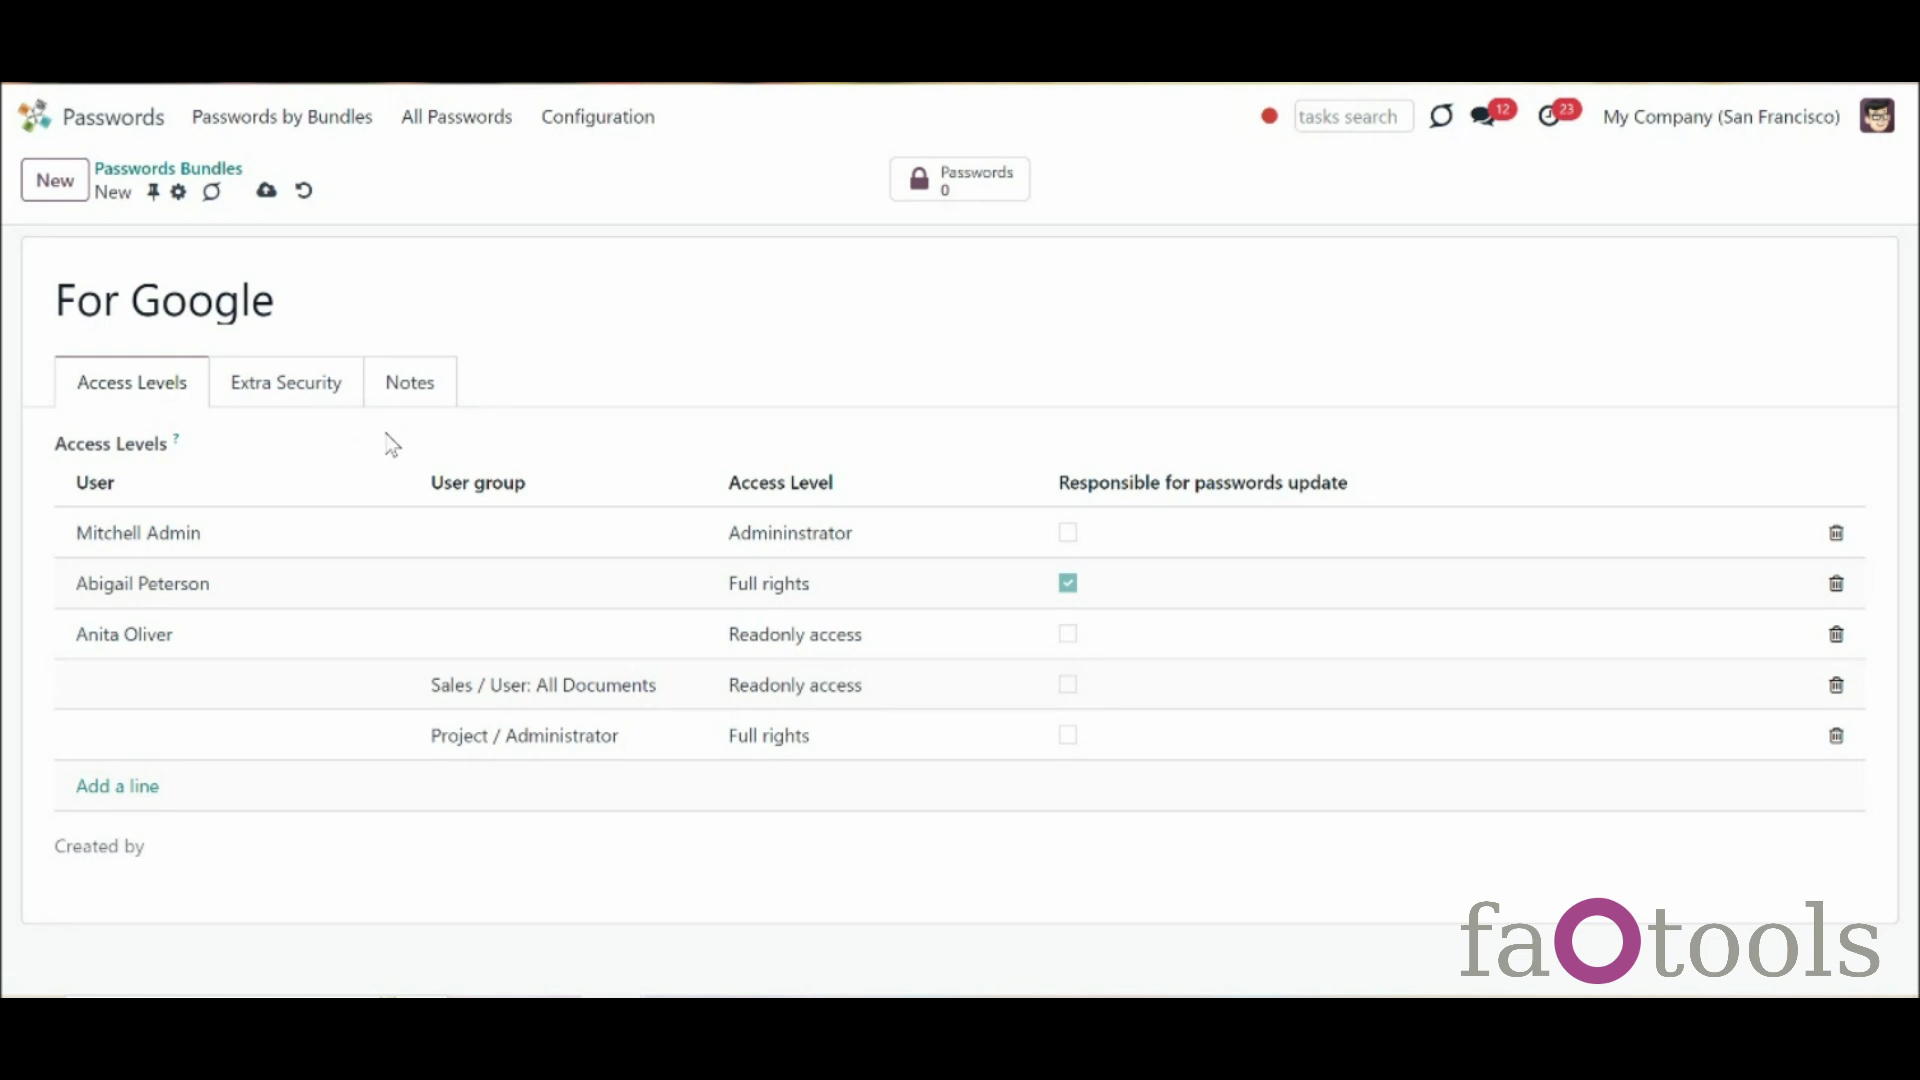 Passwords Passwords by Bundles All Passwords Configuration tasks search 12 23 My Company (San Francisco)
New Passwords Bundles
New
Passwords
0
For Google
Access Levels Extra Security Notes
Access Levels ?
User User group Access Level Responsible for passwords update
Mitchell Admin Admininstrator
Abigail Peterson Full rights
Anita Oliver Readonly access
Sales / User: All Documents Readonly access
Project / Administrator Full rights
Add a line
Created by
faOtools